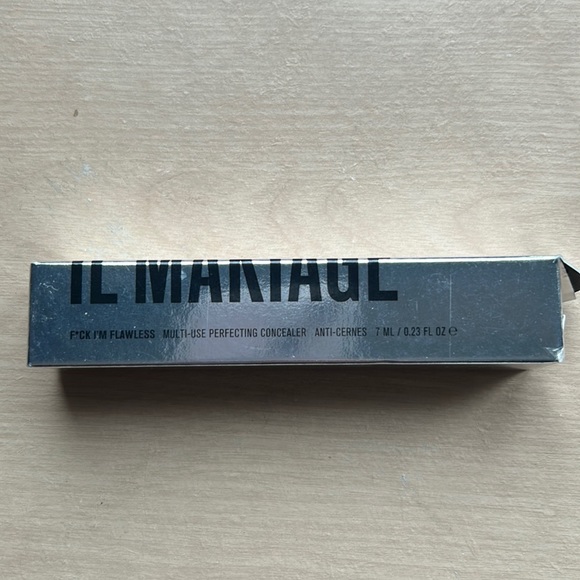 IL MAKIAGE
F*CK I'M FLAWLESS MULTI-USE PERFECTING CONCEALER ANTI-CERNES 7 ML / 0.23 FL OZ ℮